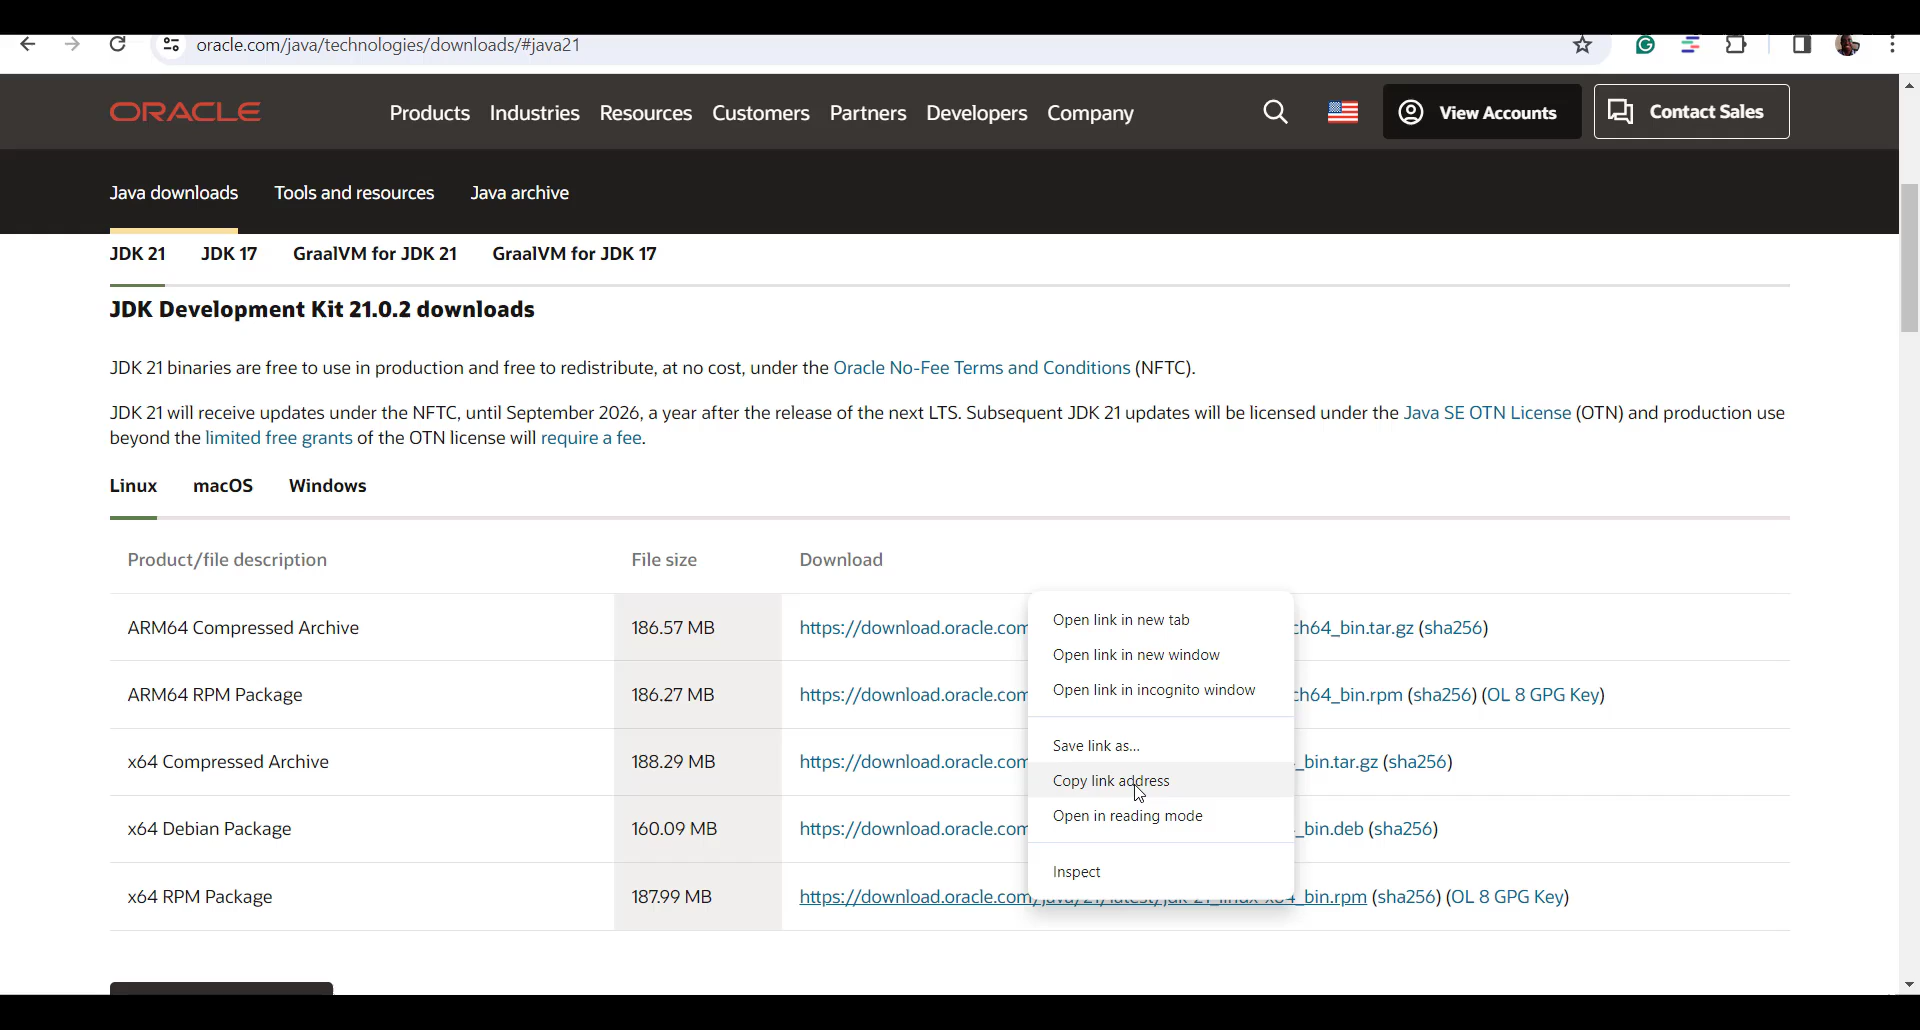 oracle.com/java/technologies/downloads/#java21
ORACLE
Products Industries Resources Customers Partners Developers Company
View Accounts
Contact Sales
Java downloads Tools and resources Java archive
JDK 21 JDK 17 GraalVM for JDK 21 GraalVM for JDK 17
JDK Development Kit 21.0.2 downloads
JDK 21 binaries are free to use in production and free to redistribute, at no cost, under the Oracle No-Fee Terms and Conditions (NFTC).
JDK 21 will receive updates under the NFTC, until September 2026, a year after the release of the next LTS. Subsequent JDK 21 updates will be licensed under the Java SE OTN License (OTN) and production use
beyond the limited free grants of the OTN license will require a fee.
Linux macOS Windows
Product/file description File size Download
ARM64 Compressed Archive 186.57 MB https://download.oracle.com ch64_bin.tar.gz (sha256)
ARM64 RPM Package 186.27 MB https://download.oracle.com ch64_bin.rpm (sha256) (OL 8 GPG Key)
x64 Compressed Archive 188.29 MB https://download.oracle.com _bin.tar.gz (sha256)
x64 Debian Package 160.09 MB https://download.oracle.com _bin.deb (sha256)
x64 RPM Package 187.99 MB https://download.oracle.com/java/21/latest/jdk-21_linux-x64_bin.rpm (sha256) (OL 8 GPG Key)
Open link in new tab
Open link in new window
Open link in incognito window
Save link as...
Copy link address
Open in reading mode
Inspect